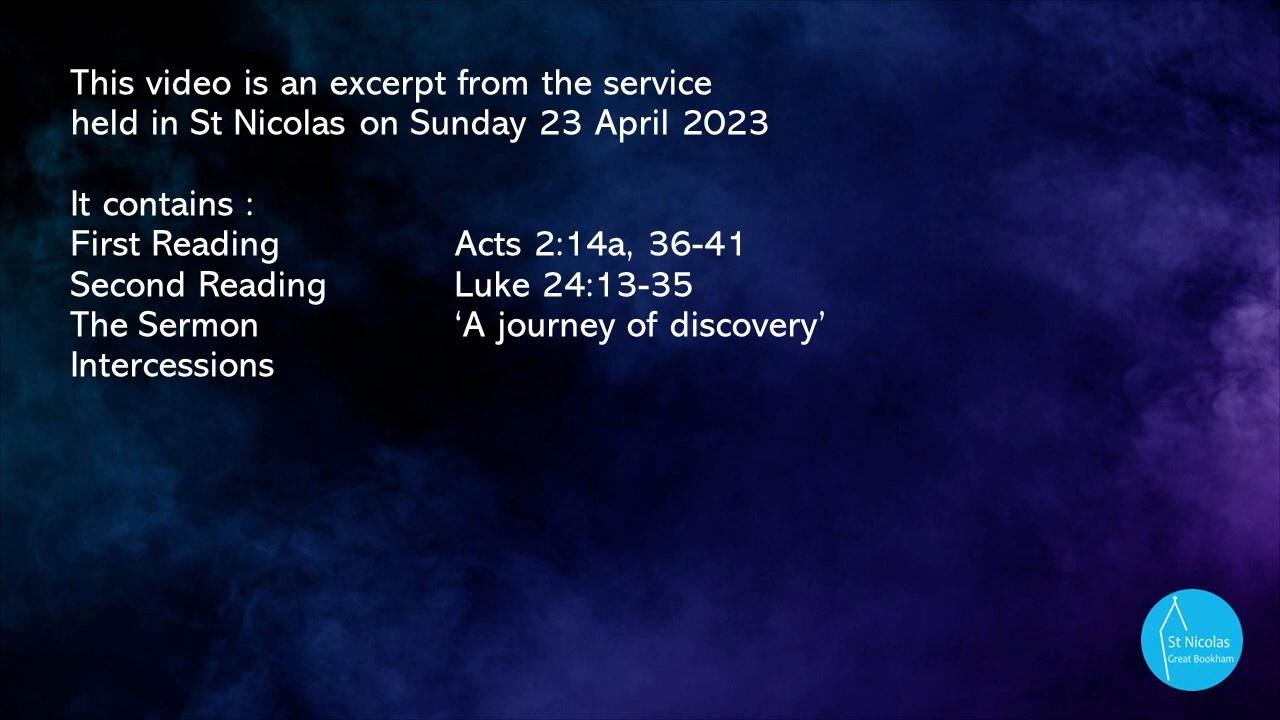 This video is an excerpt from the service
held in St Nicolas on Sunday 23 April 2023
It contains :
First Reading Acts 2:14a, 36-41
Second Reading Luke 24:13-35
The Sermon ‘A journey of discovery’
Intercessions
St Nicolas
Great Bookham